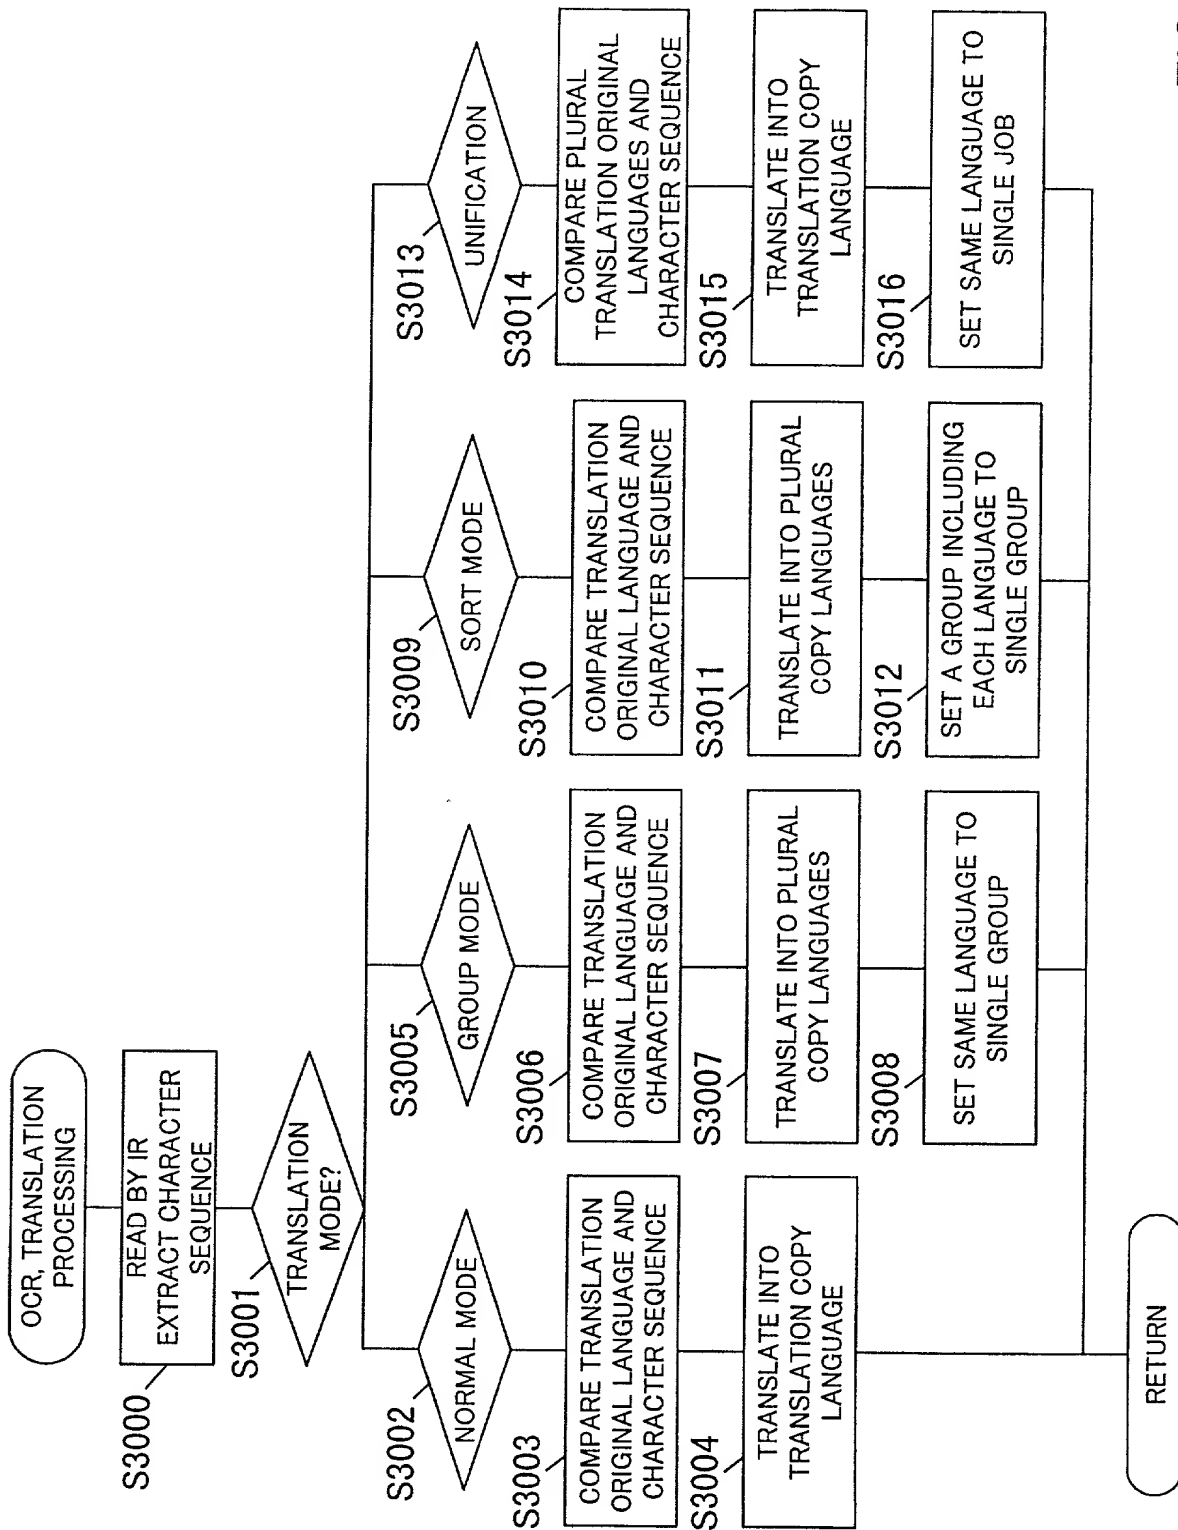 OCR, TRANSLATION
PROCESSING
S3000
READ BY IR
EXTRACT CHARACTER
SEQUENCE
S3001
TRANSLATION
MODE?
S3002
NORMAL MODE
S3003
COMPARE TRANSLATION
ORIGINAL LANGUAGE AND
CHARACTER SEQUENCE
S3004
TRANSLATE INTO
TRANSLATION COPY
LANGUAGE
S3005
GROUP MODE
S3006
COMPARE TRANSLATION
ORIGINAL LANGUAGE AND
CHARACTER SEQUENCE
S3007
TRANSLATE INTO PLURAL
COPY LANGUAGES
S3008
SET SAME LANGUAGE TO
SINGLE GROUP
S3009
SORT MODE
S3010
COMPARE TRANSLATION
ORIGINAL LANGUAGE AND
CHARACTER SEQUENCE
S3011
TRANSLATE INTO PLURAL
COPY LANGUAGES
S3012
SET A GROUP INCLUDING
EACH LANGUAGE TO
SINGLE GROUP
S3013
UNIFICATION
S3014
COMPARE PLURAL
TRANSLATION ORIGINAL
LANGUAGES AND
CHARACTER SEQUENCE
S3015
TRANSLATE INTO
TRANSLATION COPY
LANGUAGE
S3016
SET SAME LANGUAGE TO
SINGLE JOB
RETURN